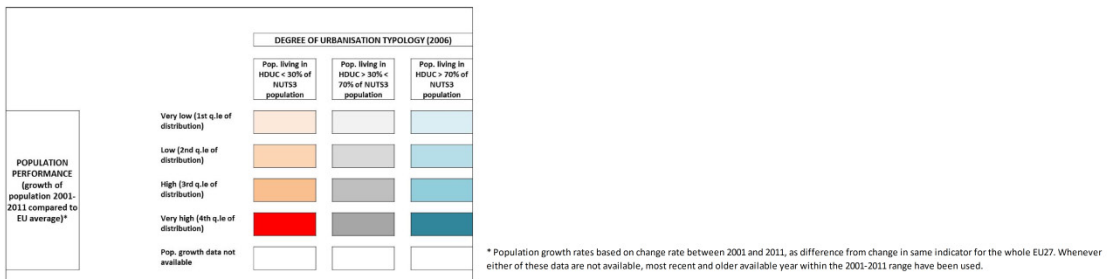 DEGREE OF URBANISATION TYPOLOGY (2006)
Pop. living in
HDUC < 30% of
NUTS3
population
Pop. living in
HDUC > 30% <
70% of NUTS3
population
Pop. living in
HDUC > 70% of
NUTS3
population
POPULATION
PERFORMANCE
(growth of
population 2001-
2011 compared to
EU average)*
Very low (1st q.le of
distribution)
Low (2nd q.le of
distribution)
High (3rd q.le of
distribution)
Very high (4th q.le of
distribution)
Pop. growth data not
available
* Population growth rates based on change rate between 2001 and 2011, as difference from change in same indicator for the whole EU27. Whenever
either of these data are not available, most recent and older available year within the 2001-2011 range have been used.